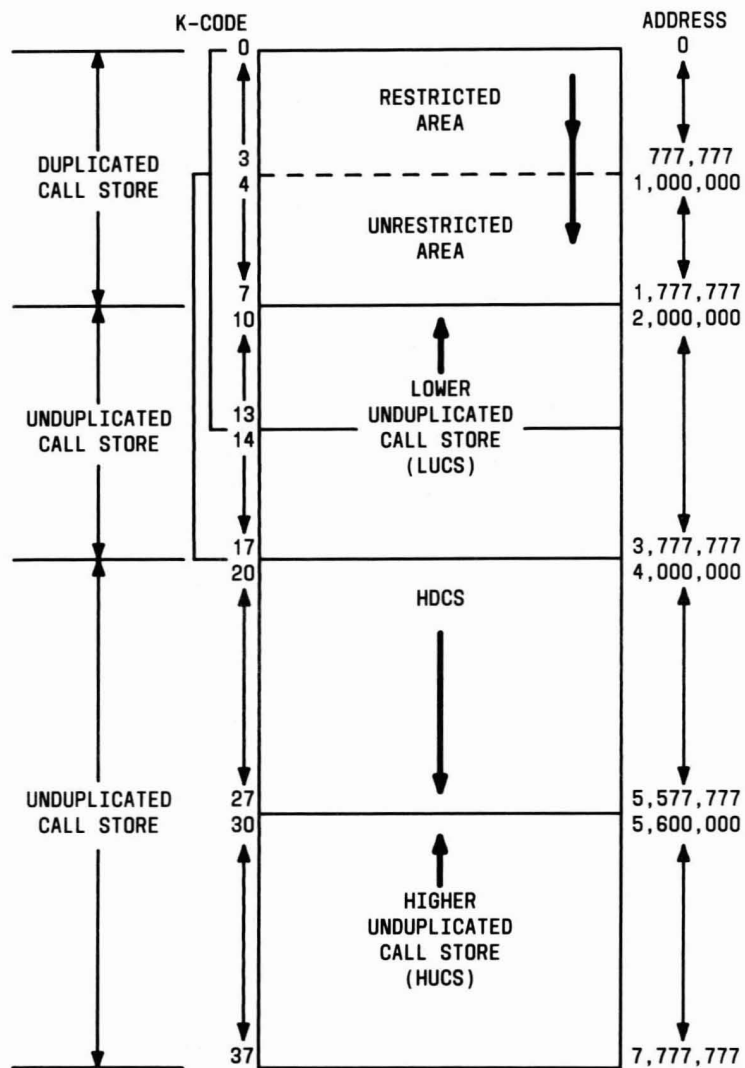 K-CODE
ADDRESS
0
0
RESTRICTED
AREA
3
777,777
DUPLICATED
CALL STORE
4
1,000,000
UNRESTRICTED
AREA
7
1,777,777
10
2,000,000
LOWER
UNDUPLICATED
CALL STORE
(LUCS)
13
14
UNDUPLICATED
CALL STORE
17
3,777,777
20
4,000,000
HDCS
27
5,577,777
UNDUPLICATED
CALL STORE
30
5,600,000
HIGHER
UNDUPLICATED
CALL STORE
(HUCS)
37
7,777,777